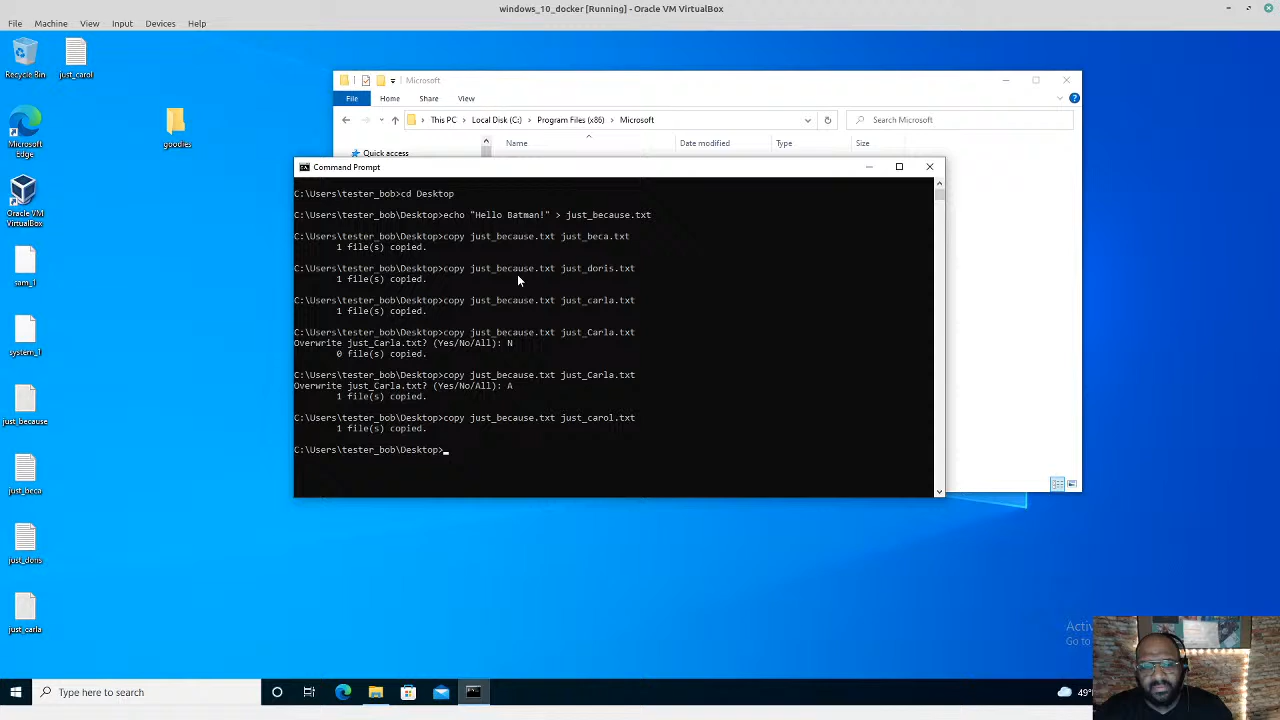 windows_10_docker [Running] - Oracle VM VirtualBox
File Machine View Input Devices Help
Recycle Bin
just_carol
Microsoft Edge
goodies
Oracle VM VirtualBox
sam_1
system_1
just_because
just_beca
just_doris
just_carla
Microsoft
File Home Share View
This PC Local Disk (C:) Program Files (x86) Microsoft
Search Microsoft
Name Date modified Type Size
Quick access
Command Prompt
C:\Users\tester_bob>cd Desktop
C:\Users\tester_bob\Desktop>echo "Hello Batman!" > just_because.txt
C:\Users\tester_bob\Desktop>copy just_because.txt just_beca.txt
1 file(s) copied.
C:\Users\tester_bob\Desktop>copy just_because.txt just_doris.txt
1 file(s) copied.
C:\Users\tester_bob\Desktop>copy just_because.txt just_carla.txt
1 file(s) copied.
C:\Users\tester_bob\Desktop>copy just_because.txt just_Carla.txt
Overwrite just_Carla.txt? (Yes/No/All): N
0 file(s) copied.
C:\Users\tester_bob\Desktop>copy just_because.txt just_Carla.txt
Overwrite just_Carla.txt? (Yes/No/All): A
1 file(s) copied.
C:\Users\tester_bob\Desktop>copy just_because.txt just_carol.txt
1 file(s) copied.
C:\Users\tester_bob\Desktop>
Go to
Type here to search
49°